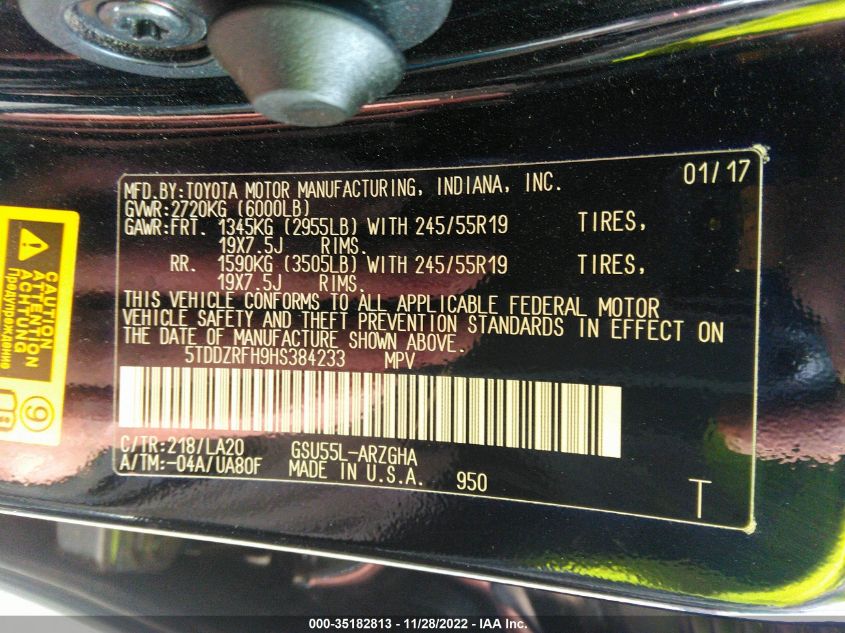 MFD.BY:TOYOTA MOTOR MANUFACTURING, INDIANA, INC. 01/17
GVWR:2720KG (6000LB)
GAWR:FRT. 1345KG (2955LB) WITH 245/55R19 TIRES,
19X7.5J RIMS.
RR. 1590KG (3505LB) WITH 245/55R19 TIRES,
19X7.5J RIMS.
THIS VEHICLE CONFORMS TO ALL APPLICABLE FEDERAL MOTOR
VEHICLE SAFETY AND THEFT PREVENTION STANDARDS IN EFFECT ON
THE DATE OF MANUFACTURE SHOWN ABOVE.
5TDDZRFH9HS384233 MPV
C/TR:218/LA20 GSU55L-ARZGHA
A/TM:-04A/UA80F MADE IN U.S.A. 950 T
CAUTION
ATTENTION
ACHTUNG
Предупреждение
9
000-35182813 - 11/28/2022 - IAA Inc.